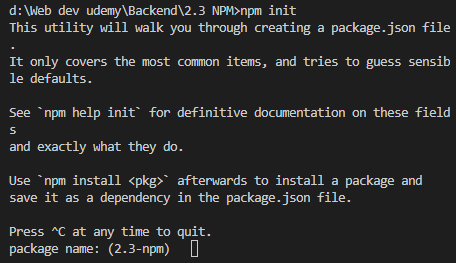 d:\Web dev udemy\Backend\2.3 NPM>npm init
This utility will walk you through creating a package.json file
.
It only covers the most common items, and tries to guess sensib
le defaults.
See `npm help init` for definitive documentation on these field
s
and exactly what they do.
Use `npm install <pkg>` afterwards to install a package and
save it as a dependency in the package.json file.
Press ^C at any time to quit.
package name: (2.3-npm)